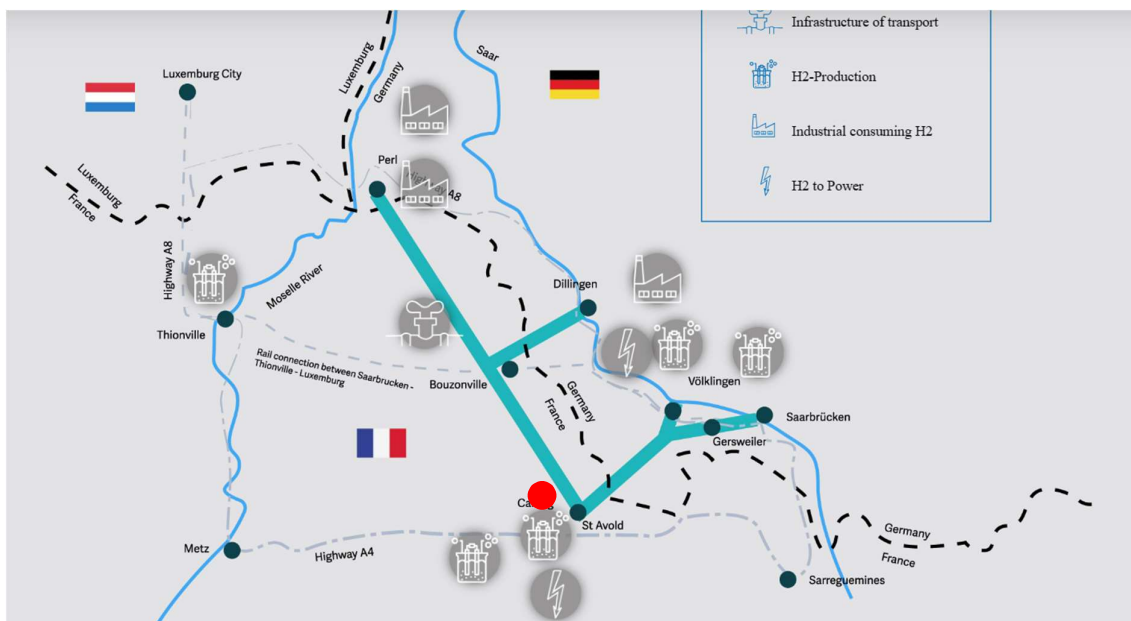 Infrastructure of transport
H2-Production
Industrial consuming H2
H2 to Power
Luxemburg City
Luxemburg
Germany
Saar
Luxemburg
France
Perl
Highway A8
Highway A8
Moselle River
Thionville
Dillingen
Rail connection between Saarbrucken -
Thionville - Luxemburg
Bouzonville
Germany
France
Völklingen
Saarbrücken
Gersweiler
St Avold
Metz
Highway A4
Germany
France
Sarreguemines